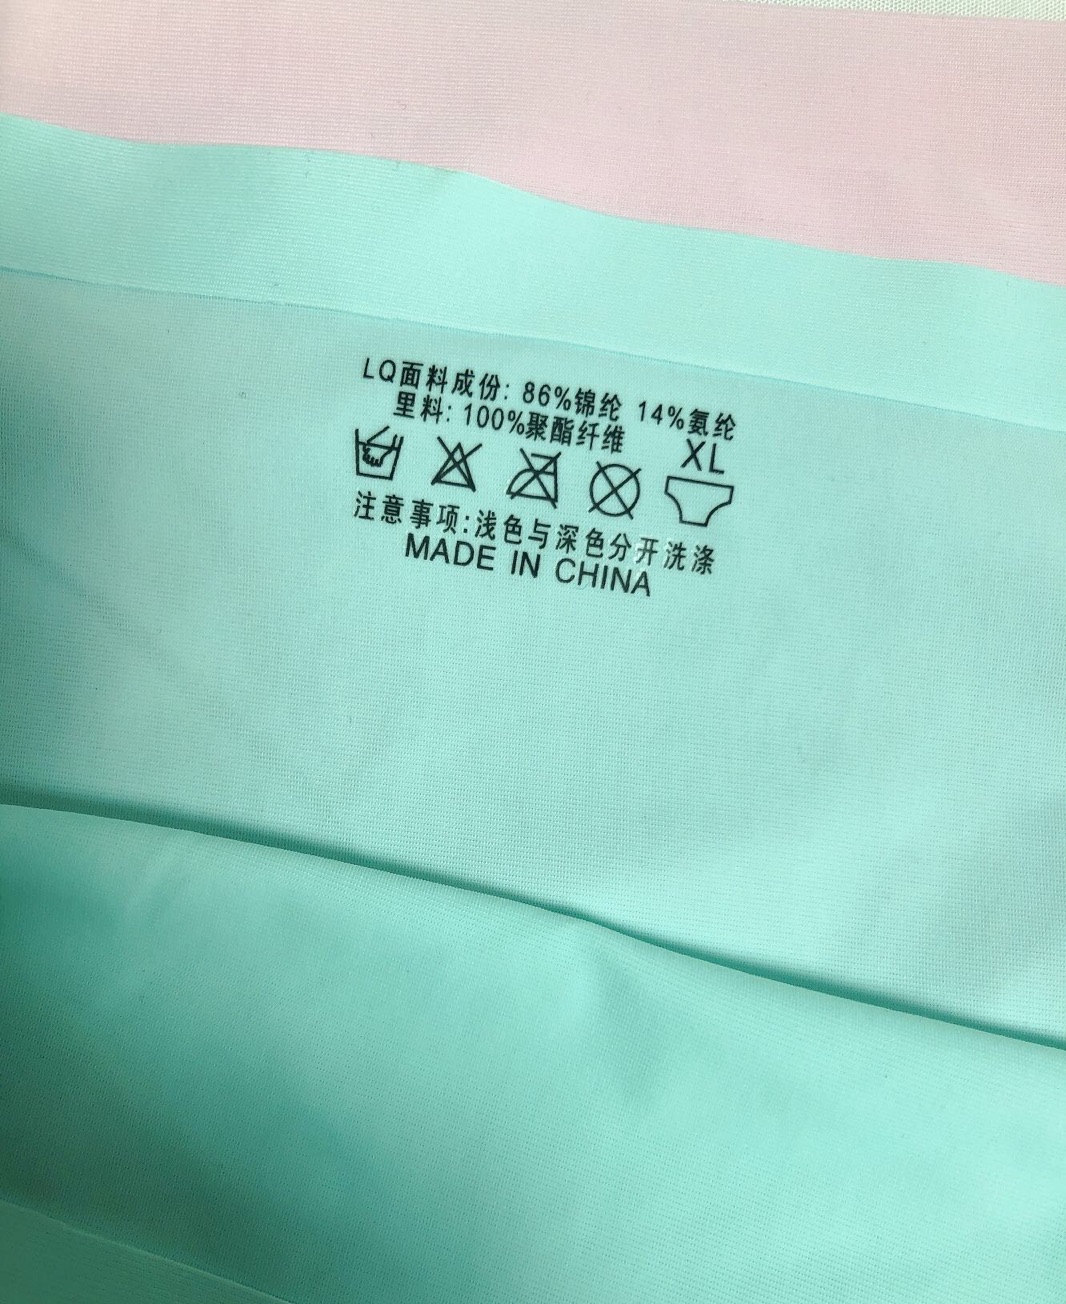 LQ面料成份: 86%锦纶 14%氨纶
里料: 100%聚酯纤维
XL
注意事项:浅色与深色分开洗涤
MADE IN CHINA